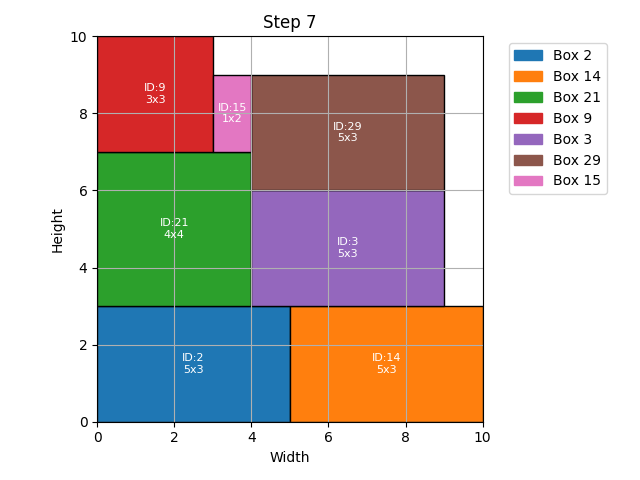 Step 7
10
8
6
4
2
0
Height
ID:9
3x3
ID:15
1x2
ID:29
5x3
ID:21
4x4
ID:3
5x3
ID:2
5x3
ID:14
5x3
0 2 4 6 8 10
Width
Box 2
Box 14
Box 21
Box 9
Box 3
Box 29
Box 15